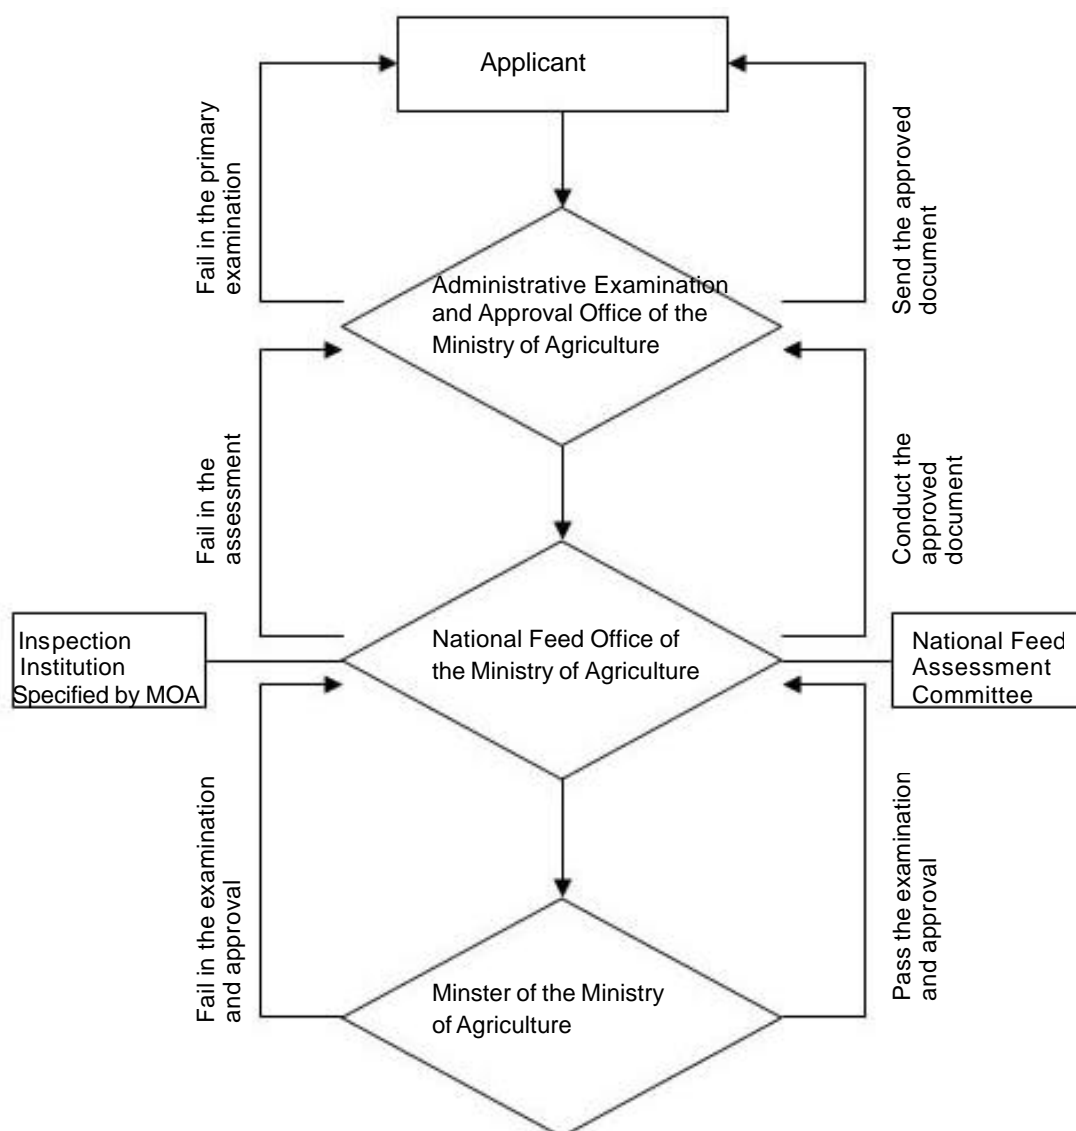 Applicant
Fail in the primary
examination
Send the approved
document
Administrative Examination
and Approval Office of the
Ministry of Agriculture
Fail in the
assessment
Conduct the
approved
document
Inspection
Institution
Specified by MOA
National Feed Office of
the Ministry of Agriculture
National Feed
Assessment
Committee
Fail in the examination
and approval
Pass the examination
and approval
Minster of the Ministry
of Agriculture